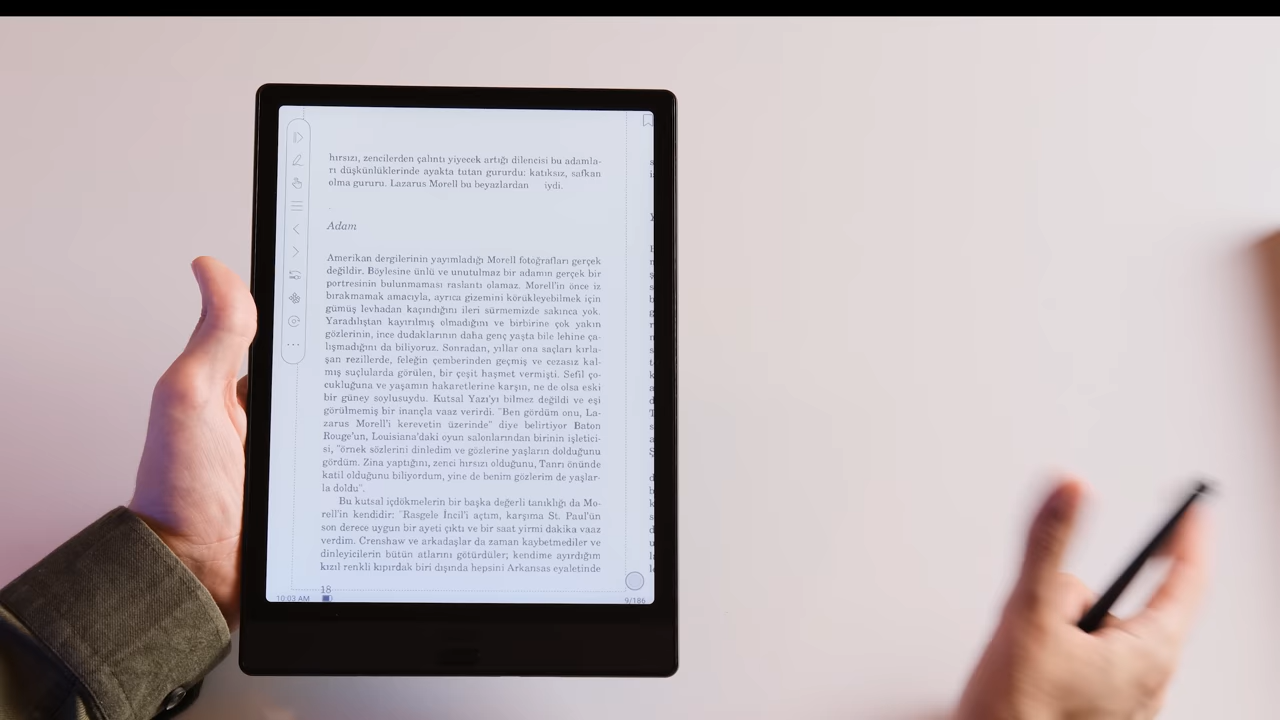 hırsızı, zencilerden çalıntı yiyecek artığı dilencisi bu adamla-
rı düşkünlüklerinde ayakta tutan gururdu: katıksız, safkan
olma gururu. Lazarus Morell bu beyazlardan iydi.
Adam
Amerikan dergilerinin yayımladığı Morell fotoğrafları gerçek
değildir. Böylesine ünlü ve unutulmaz bir adamın gerçek bir
portresinin bulunmaması raslantı olamaz. Morell'in önce iz
bırakmamak amacıyla, ayrıca gizemini körükleyebilmek için
gümüş levhadan kaçındığını ileri sürmemizde sakınca yok.
Yaradılıştan kayırılmış olmadığını ve birbirine çok yakın
gözlerinin, ince dudaklarının daha genç yaşta bile lehine ça-
lışmadığını da biliyoruz. Sonradan, yıllar ona saçları kırla-
şan rezillerde, feleğin çemberinden geçmiş ve cezasız kal-
mış suçlularda görülen, bir çeşit haşmet vermişti. Sefil ço-
cukluğuna ve yaşamın hakaretlerine karşın, ne de olsa eski
bir güney soylusuydu. Kutsal Yazı'yı bilmez değildi ve eşi
görülmemiş bir inançla vaaz verirdi. "Ben gördüm onu, La-
zarus Morell'i kerevetin üzerinde" diye belirtiyor Baton
Rouge'un, Louisiana'daki oyun salonlarından birinin işletici-
si, "örnek sözlerini dinledim ve gözlerine yaşların dolduğunu
gördüm. Zina yaptığını, zenci hırsızı olduğunu, Tanrı önünde
katil olduğunu biliyordum, yine de benim gözlerim de yaşlar-
la doldu".
Bu kutsal içdökmelerin bir başka değerli tanıklığı da Mo-
rell'in kendidir: "Rasgele İncil'i açtım, karşıma St. Paul'ün
son derece uygun bir ayeti çıktı ve bir saat yirmi dakika vaaz
verdim. Crenshaw ve arkadaşlar da zaman kaybetmediler ve
dinleyicilerin bütün atlarını götürdüler; kendime ayırdığım
kızıl renkli kıpırdak biri dışında hepsini Arkansas eyaletinde
18
10:03 AM
9/186